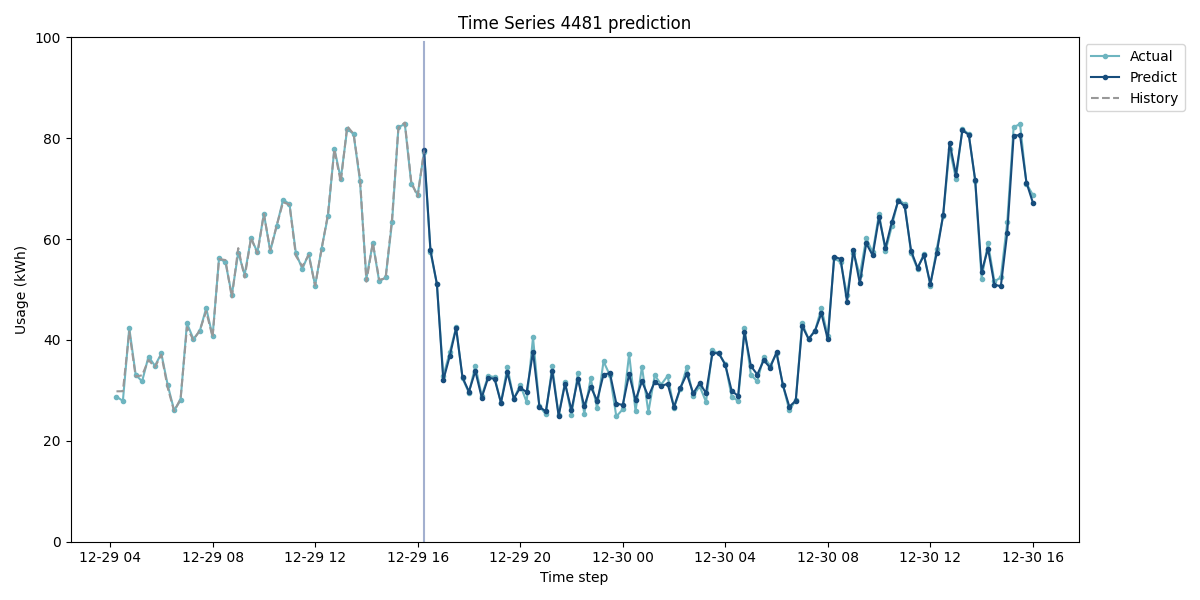 Time Series 4481 prediction
Usage (kWh)
100
80
60
40
20
0
12-29 04
12-29 08
12-29 12
12-29 16
12-29 20
12-30 00
12-30 04
12-30 08
12-30 12
12-30 16
Time step
Actual
Predict
History